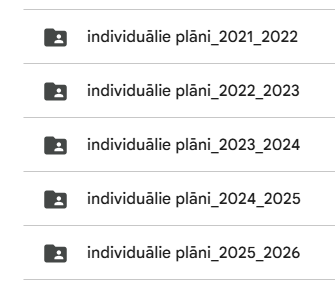 individuālie plāni_2021_2022
individuālie plāni_2022_2023
individuālie plāni_2023_2024
individuālie plāni_2024_2025
individuālie plāni_2025_2026